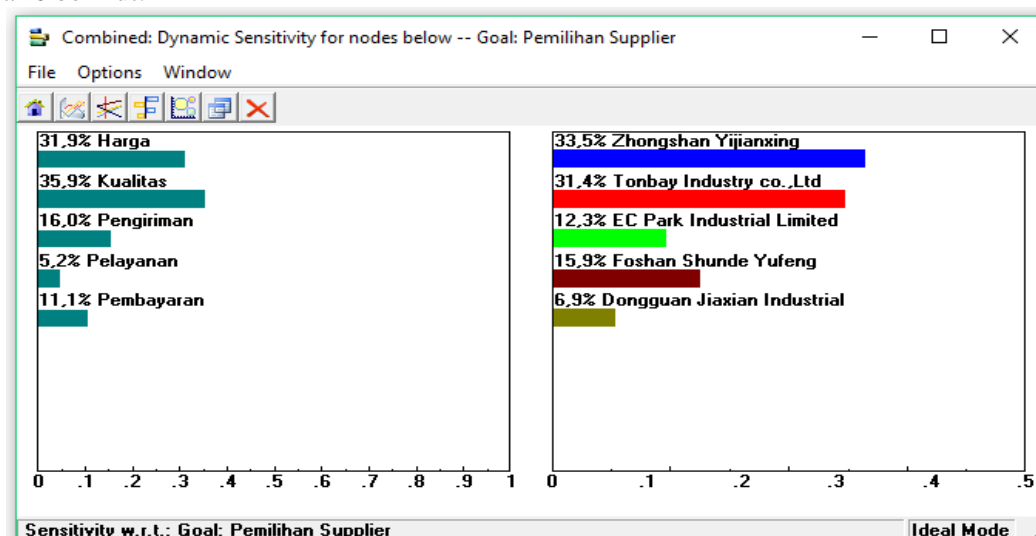 Combined: Dynamic Sensitivity for nodes below -- Goal: Pemilihan Supplier
File Options Window
31,9% Harga
35,9% Kualitas
16,0% Pengiriman
5,2% Pelayanan
11,1% Pembayaran
0 .1 .2 .3 .4 .5 .6 .7 .8 .9 1
33,5% Zhongshan Yijianxing
31,4% Tonbay Industry co.,Ltd
12,3% EC Park Industrial Limited
15,9% Foshan Shunde Yufeng
6,9% Dongguan Jiaxian Industrial
0 .1 .2 .3 .4 .5
Sensitivity w.r.t.: Goal: Pemilihan Supplier
Ideal Mode